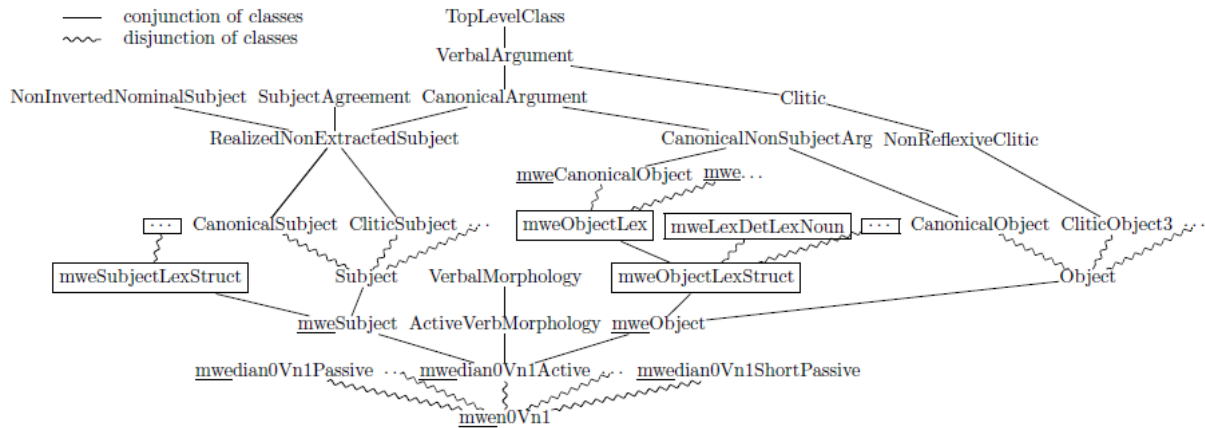 conjunction of classes
disjunction of classes
TopLevelClass
VerbalArgument
NonInvertedNominalSubject SubjectAgreement CanonicalArgument Clitic
RealizedNonExtractedSubject CanonicalNonSubjectArg NonReflexiveClitic
mweCanonicalObject mwe...
... CanonicalSubject CliticSubject ... mweObjectLex mweLexDetLexNoun ... CanonicalObject CliticObject3 ...
mweSubjectLexStruct Subject VerbalMorphology mweObjectLexStruct Object
mweSubject ActiveVerbMorphology mweObject
mwedian0Vn1Passive ... mwedian0Vn1Active ... mwedian0Vn1ShortPassive
mwen0Vn1